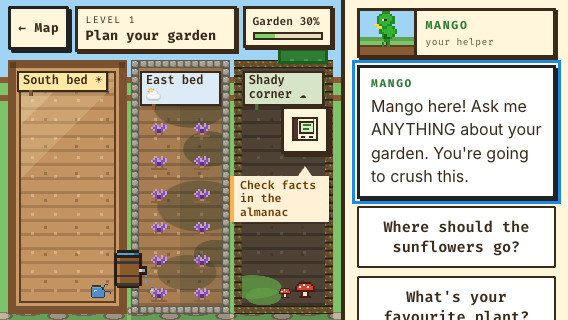 ← Map
LEVEL 1
Plan your garden
Garden 30%
South bed ☀
East bed
Shady
corner ☁
Check facts
in the
almanac
MANGO
your helper
MANGO
Mango here! Ask me
ANYTHING about your
garden. You're going
to crush this.
Where should the
sunflowers go?
What's your
favourite plant?